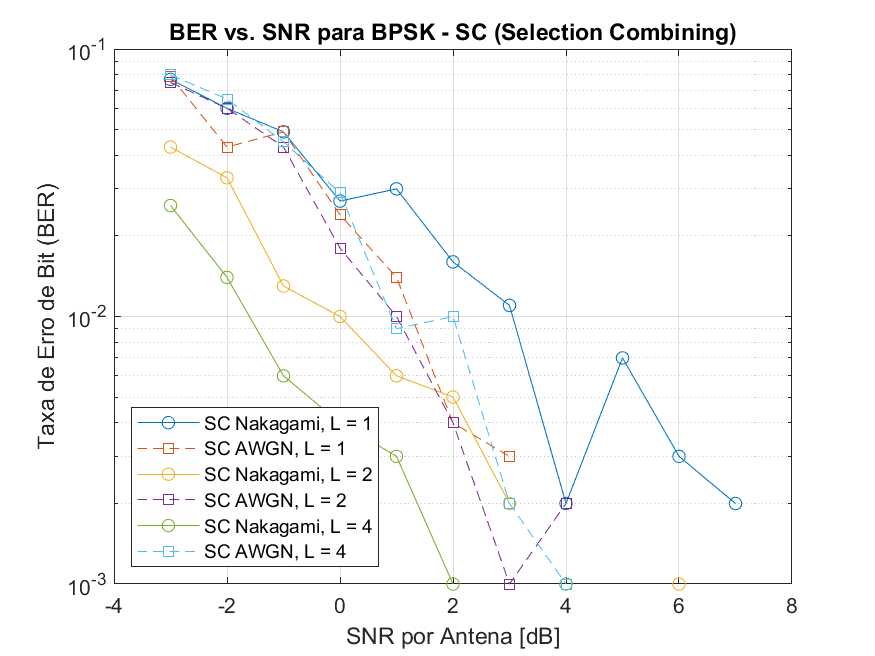 BER vs. SNR para BPSK - SC (Selection Combining)
Taxa de Erro de Bit (BER)
10^-1
10^-2
10^-3
SC Nakagami, L = 1
SC AWGN, L = 1
SC Nakagami, L = 2
SC AWGN, L = 2
SC Nakagami, L = 4
SC AWGN, L = 4
-4 -2 0 2 4 6 8
SNR por Antena [dB]